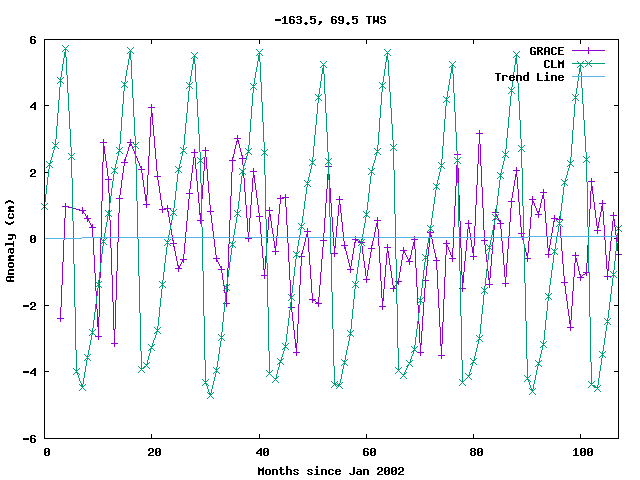 -163.5, 69.5 TWS
GRACE
CLM
Trend Line
6
4
2
0
-2
-4
-6
Anomaly (cm)
0 20 40 60 80 100
Months since Jan 2002